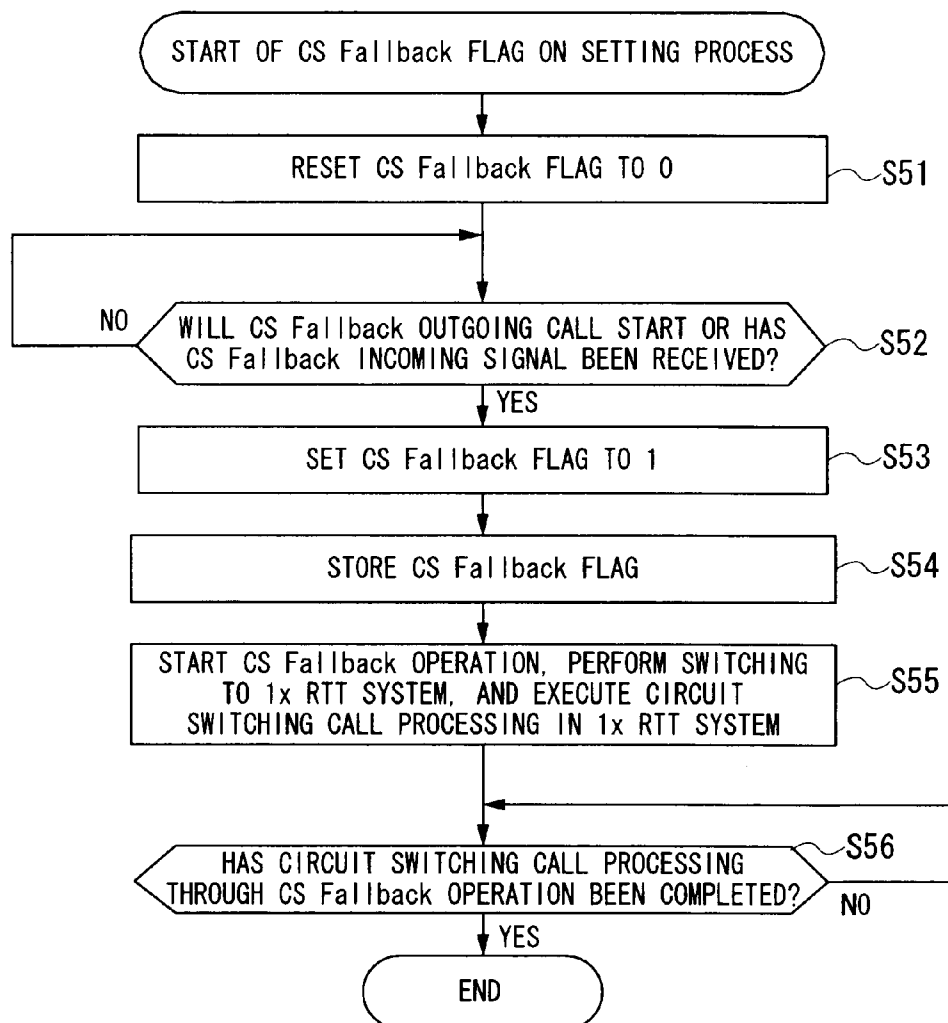 START OF CS Fallback FLAG ON SETTING PROCESS
RESET CS Fallback FLAG TO 0
S51
NO
WILL CS Fallback OUTGOING CALL START OR HAS
CS Fallback INCOMING SIGNAL BEEN RECEIVED?
S52
YES
SET CS Fallback FLAG TO 1
S53
STORE CS Fallback FLAG
S54
START CS Fallback OPERATION, PERFORM SWITCHING
TO 1x RTT SYSTEM, AND EXECUTE CIRCUIT
SWITCHING CALL PROCESSING IN 1x RTT SYSTEM
S55
HAS CIRCUIT SWITCHING CALL PROCESSING
THROUGH CS Fallback OPERATION BEEN COMPLETED?
S56
NO
YES
END